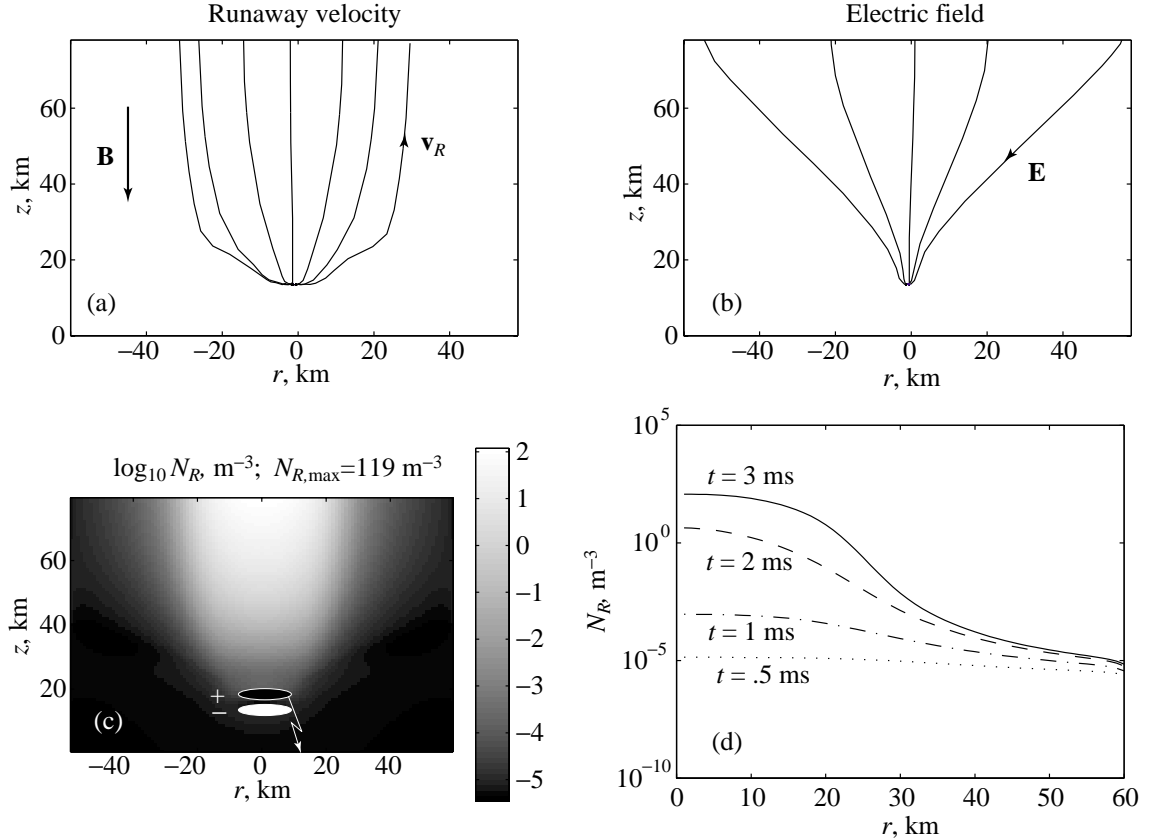 Runaway velocity
60
40
20
0
z, km
B
v_R
(a)
−40 −20 0 20 40
r, km
Electric field
60
40
20
0
z, km
E
(b)
−40 −20 0 20 40
r, km
log₁₀ N_R, m⁻³; N_R,max=119 m⁻³
60
40
20
z, km
+
−
(c)
−40 −20 0 20 40
r, km
2
1
0
−1
−2
−3
−4
−5
10⁵
10⁰
10⁻⁵
10⁻¹⁰
N_R, m⁻³
t = 3 ms
t = 2 ms
t = 1 ms
t = .5 ms
(d)
0 10 20 30 40 50 60
r, km